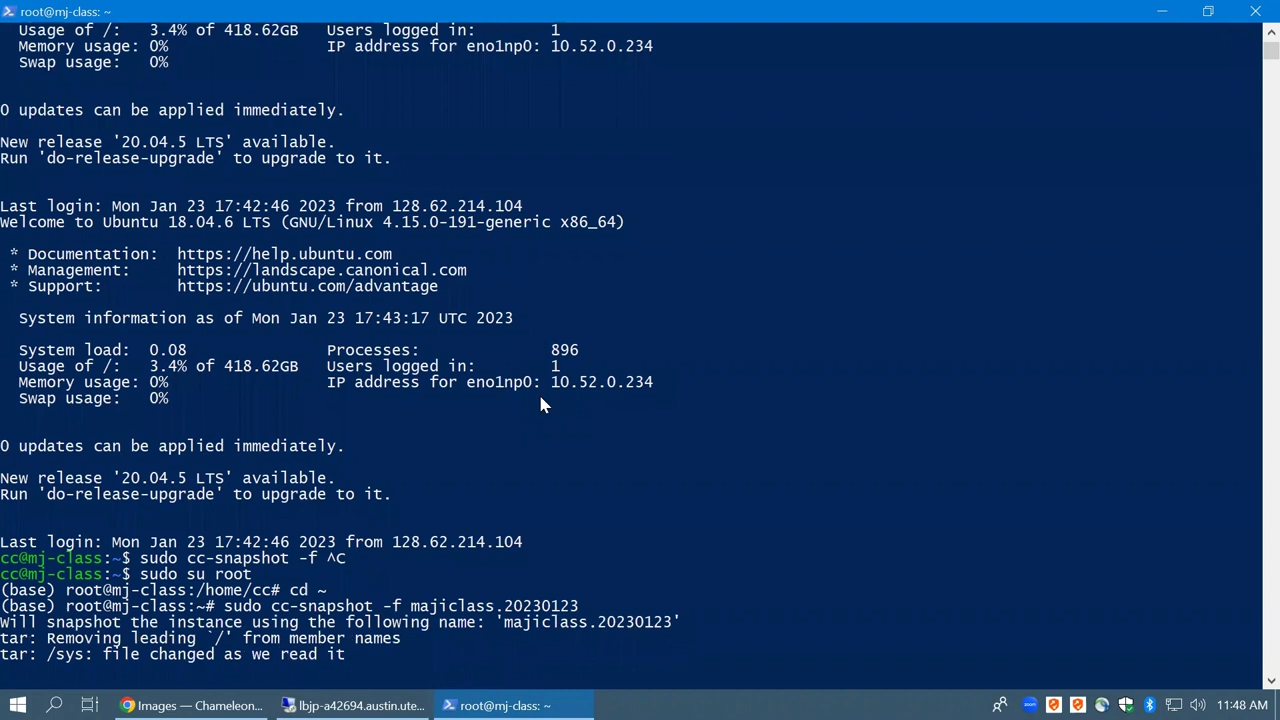 root@mj-class: ~
Usage of /: 3.4% of 418.62GB Users logged in: 1
Memory usage: 0% IP address for eno1np0: 10.52.0.234
Swap usage: 0%
0 updates can be applied immediately.
New release '20.04.5 LTS' available.
Run 'do-release-upgrade' to upgrade to it.
Last login: Mon Jan 23 17:42:46 2023 from 128.62.214.104
Welcome to Ubuntu 18.04.6 LTS (GNU/Linux 4.15.0-191-generic x86_64)
* Documentation: https://help.ubuntu.com
* Management: https://landscape.canonical.com
* Support: https://ubuntu.com/advantage
System information as of Mon Jan 23 17:43:17 UTC 2023
System load: 0.08 Processes: 896
Usage of /: 3.4% of 418.62GB Users logged in: 1
Memory usage: 0% IP address for eno1np0: 10.52.0.234
Swap usage: 0%
0 updates can be applied immediately.
New release '20.04.5 LTS' available.
Run 'do-release-upgrade' to upgrade to it.
Last login: Mon Jan 23 17:42:46 2023 from 128.62.214.104
cc@mj-class:~$ sudo cc-snapshot -f ^C
cc@mj-class:~$ sudo su root
(base) root@mj-class:/home/cc# cd ~
(base) root@mj-class:~# sudo cc-snapshot -f majiclass.20230123
Will snapshot the instance using the following name: 'majiclass.20230123'
tar: Removing leading `/' from member names
tar: /sys: file changed as we read it
Images — Chameleon... lbjp-a42694.austin.ute... root@mj-class: ~ zoom 11:48 AM